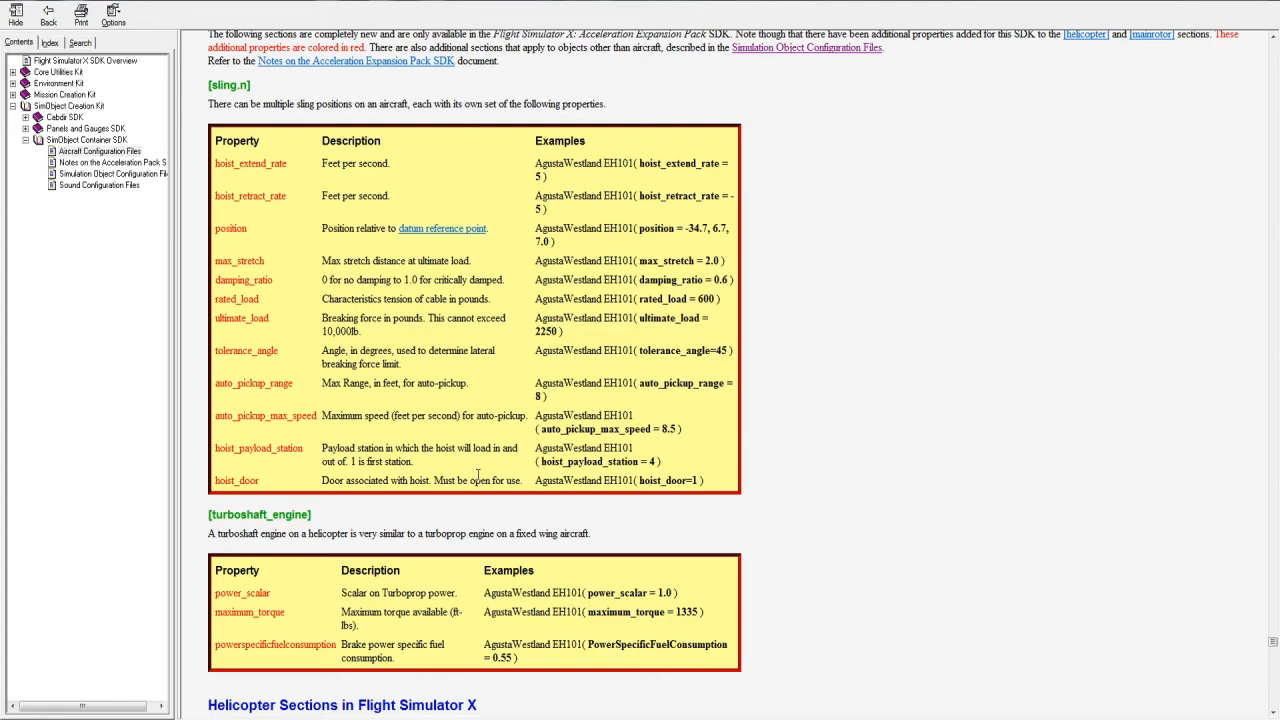 Hide Back Print Options
Contents Index Search
Flight Simulator X SDK Overview
Core Utilities Kit
Environment Kit
Mission Creation Kit
SimObject Creation Kit
Cabdir SDK
Panels and Gauges SDK
SimObject Container SDK
Aircraft Configuration Files
Notes on the Acceleration Pack S
Simulation Object Configuration Fil
Sound Configuration Files
The following sections are completely new and are only available in the Flight Simulator X: Acceleration Expansion Pack SDK. Note though that there have been additional properties added for this SDK to the [helicopter] and [mainrotor] sections. These
additional properties are colored in red. There are also additional sections that apply to objects other than aircraft, described in the Simulation Object Configuration Files.
Refer to the Notes on the Acceleration Expansion Pack SDK document.
[sling.n]
There can be multiple sling positions on an aircraft, each with its own set of the following properties.
Property Description Examples
hoist_extend_rate Feet per second. AgustaWestland EH101( hoist_extend_rate =
5 )
hoist_retract_rate Feet per second. AgustaWestland EH101( hoist_retract_rate = -
5 )
position Position relative to datum reference point. AgustaWestland EH101( position = -34.7, 6.7,
7.0 )
max_stretch Max stretch distance at ultimate load. AgustaWestland EH101( max_stretch = 2.0 )
damping_ratio 0 for no damping to 1.0 for critically damped. AgustaWestland EH101( damping_ratio = 0.6 )
rated_load Characteristics tension of cable in pounds. AgustaWestland EH101( rated_load = 600 )
ultimate_load Breaking force in pounds. This cannot exceed AgustaWestland EH101( ultimate_load =
10,000lb. 2250 )
tolerance_angle Angle, in degrees, used to determine lateral AgustaWestland EH101( tolerance_angle=45 )
breaking force limit.
auto_pickup_range Max Range, in feet, for auto-pickup. AgustaWestland EH101( auto_pickup_range =
8 )
auto_pickup_max_speed Maximum speed (feet per second) for auto-pickup. AgustaWestland EH101
( auto_pickup_max_speed = 8.5 )
hoist_payload_station Payload station in which the hoist will load in and AgustaWestland EH101
out of. 1 is first station. ( hoist_payload_station = 4 )
hoist_door Door associated with hoist. Must be open for use. AgustaWestland EH101( hoist_door=1 )
[turboshaft_engine]
A turboshaft engine on a helicopter is very similar to a turboprop engine on a fixed wing aircraft.
Property Description Examples
power_scalar Scalar on Turboprop power. AgustaWestland EH101( power_scalar = 1.0 )
maximum_torque Maximum torque available (ft- AgustaWestland EH101( maximum_torque = 1335 )
lbs).
powerspecificfuelconsumption Brake power specific fuel AgustaWestland EH101( PowerSpecificFuelConsumption
consumption. = 0.55 )
Helicopter Sections in Flight Simulator X